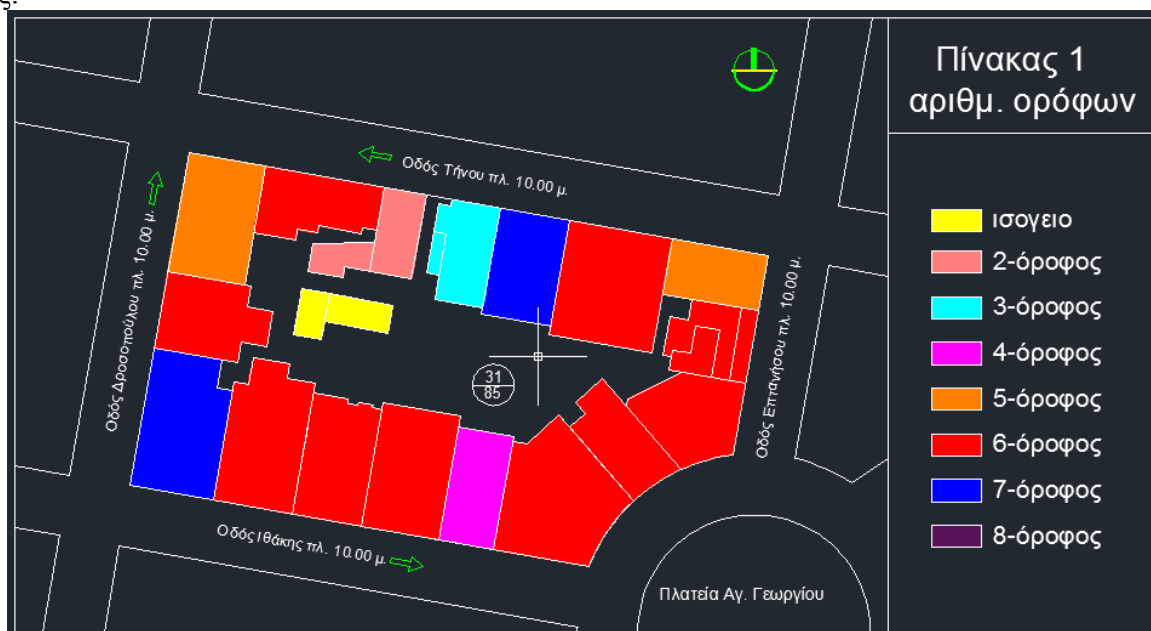 ς.
Πίνακας 1
αριθμ. ορόφων
Οδός Τήνου πλ. 10.00 μ.
Οδός Δροσοπούλου πλ. 10.00 μ.
Οδός Επτανήσου πλ. 10.00 μ.
31
85
Οδός Ιθάκης πλ. 10.00 μ.
Πλατεία Αγ. Γεωργίου
ισογειο
2-όροφος
3-όροφος
4-όροφος
5-όροφος
6-όροφος
7-όροφος
8-όροφος